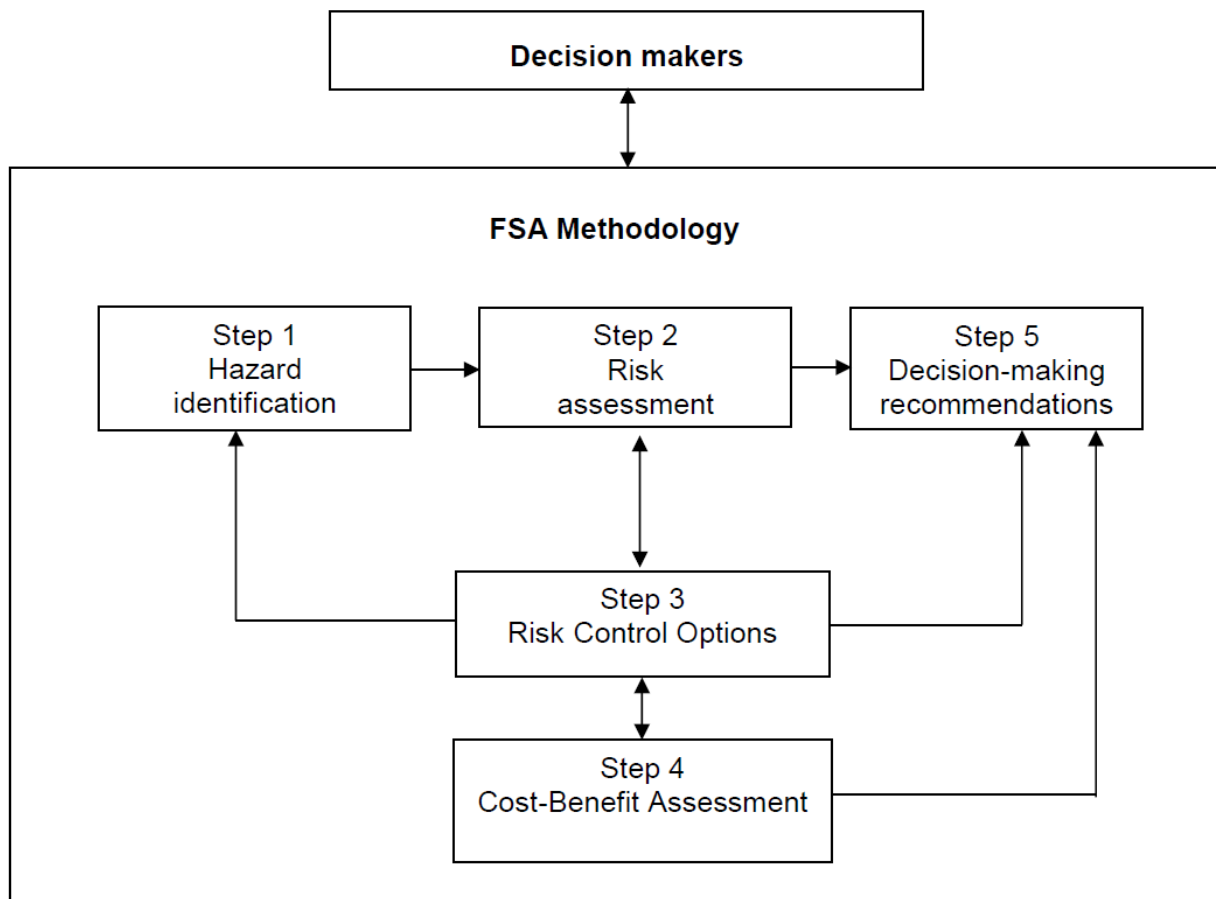 Decision makers
FSA Methodology
Step 1
Hazard
identification
Step 2
Risk
assessment
Step 5
Decision-making
recommendations
Step 3
Risk Control Options
Step 4
Cost-Benefit Assessment